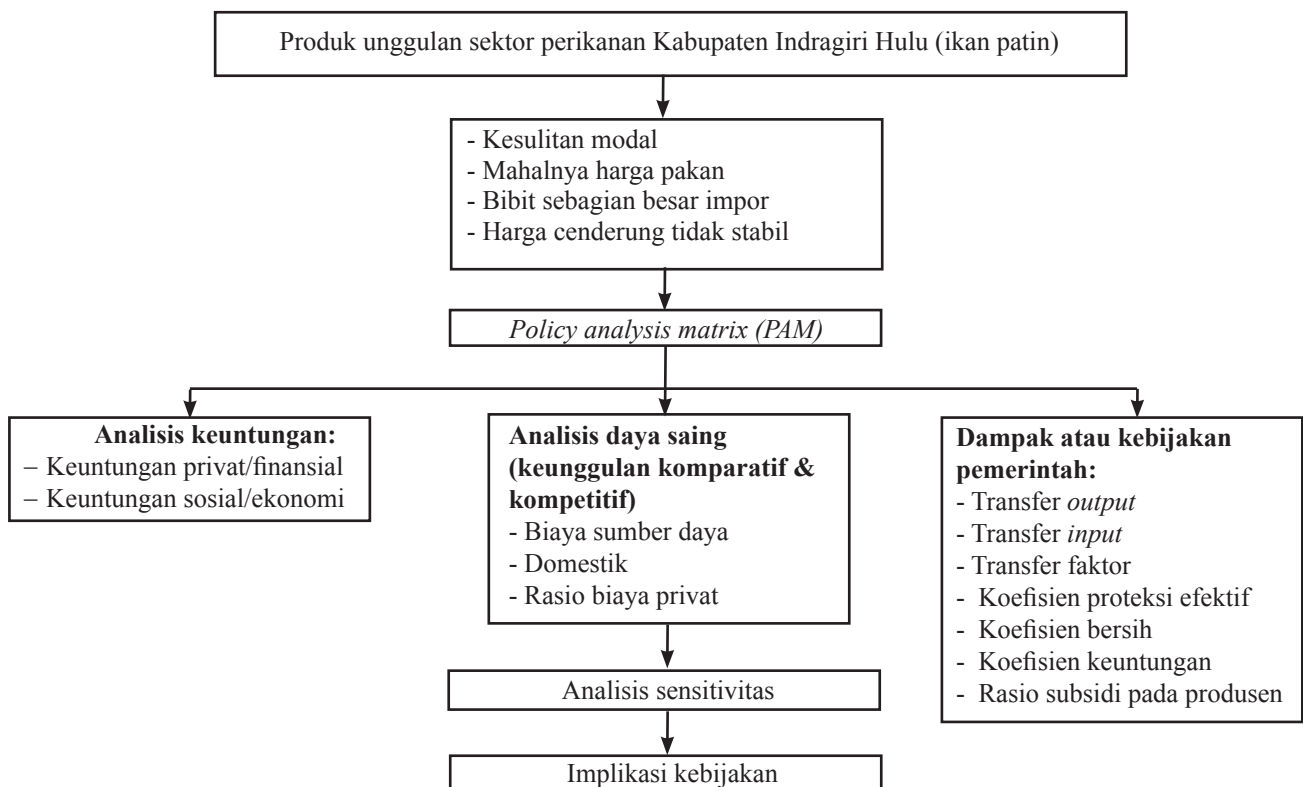 Produk unggulan sektor perikanan Kabupaten Indragiri Hulu (ikan patin)
- Kesulitan modal
- Mahalnya harga pakan
- Bibit sebagian besar impor
- Harga cenderung tidak stabil
Policy analysis matrix (PAM)
Analisis keuntungan:
– Keuntungan privat/finansial
– Keuntungan sosial/ekonomi
Analisis daya saing
(keunggulan komparatif &
kompetitif)
- Biaya sumber daya
- Domestik
- Rasio biaya privat
Dampak atau kebijakan
pemerintah:
- Transfer output
- Transfer input
- Transfer faktor
- Koefisien proteksi efektif
- Koefisien bersih
- Koefisien keuntungan
- Rasio subsidi pada produsen
Analisis sensitivitas
Implikasi kebijakan